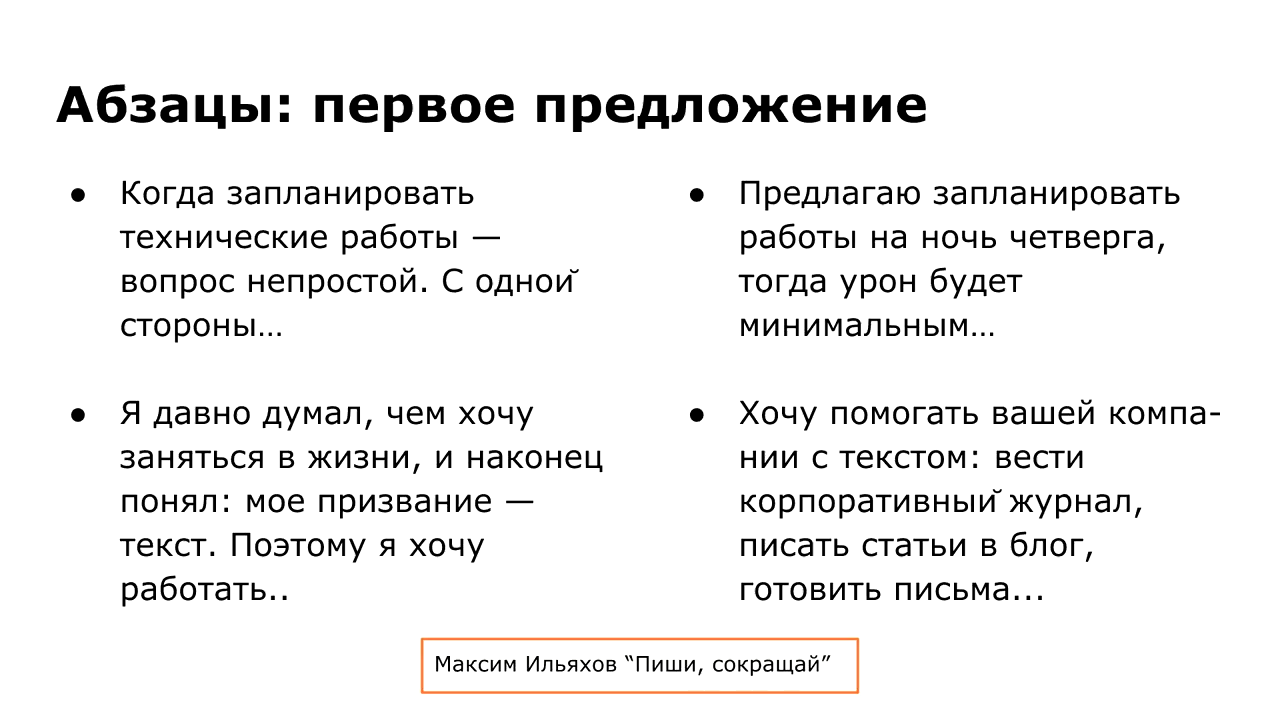 Абзацы: первое предложение
● Когда запланировать
технические работы —
вопрос непростой. С одной
стороны…
● Я давно думал, чем хочу
заняться в жизни, и наконец
понял: мое призвание —
текст. Поэтому я хочу
работать..
● Предлагаю запланировать
работы на ночь четверга,
тогда урон будет
минимальным…
● Хочу помогать вашей компа-
нии с текстом: вести
корпоративный журнал,
писать статьи в блог,
готовить письма...
Максим Ильяхов “Пиши, сокращай”